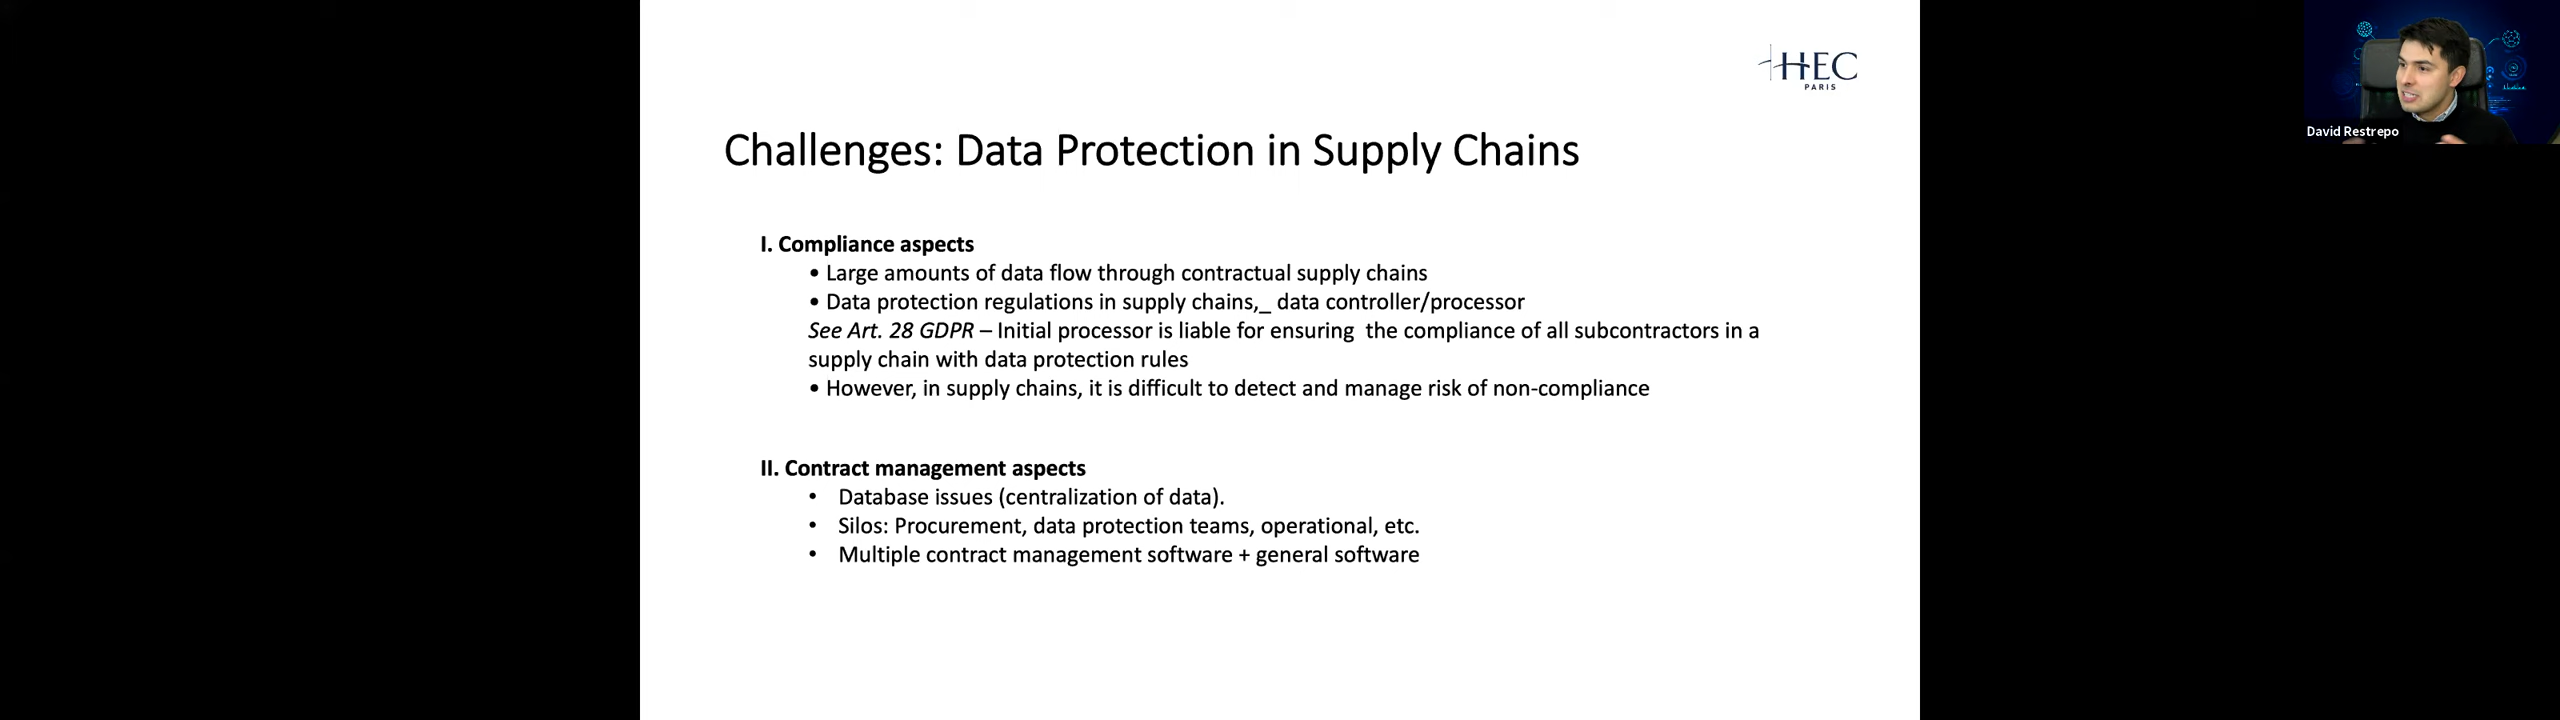 HEC
PARIS
David Restrepo
Challenges: Data Protection in Supply Chains
I. Compliance aspects
• Large amounts of data flow through contractual supply chains
• Data protection regulations in supply chains,_ data controller/processor
See Art. 28 GDPR – Initial processor is liable for ensuring  the compliance of all subcontractors in a
supply chain with data protection rules
• However, in supply chains, it is difficult to detect and manage risk of non-compliance
II. Contract management aspects
• Database issues (centralization of data).
• Silos: Procurement, data protection teams, operational, etc.
• Multiple contract management software + general software